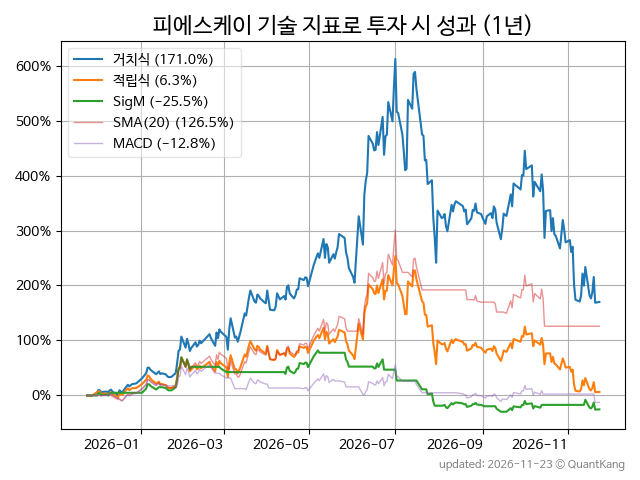 피에스케이 기술 지표로 투자 시 성과 (1년)
거치식 (171.0%)
적립식 (6.3%)
SigM (−25.5%)
SMA(20) (126.5%)
MACD (−12.8%)
600%
500%
400%
300%
200%
100%
0%
2026-01 2026-03 2026-05 2026-07 2026-09 2026-11
updated: 2026-11-23 © QuantKang